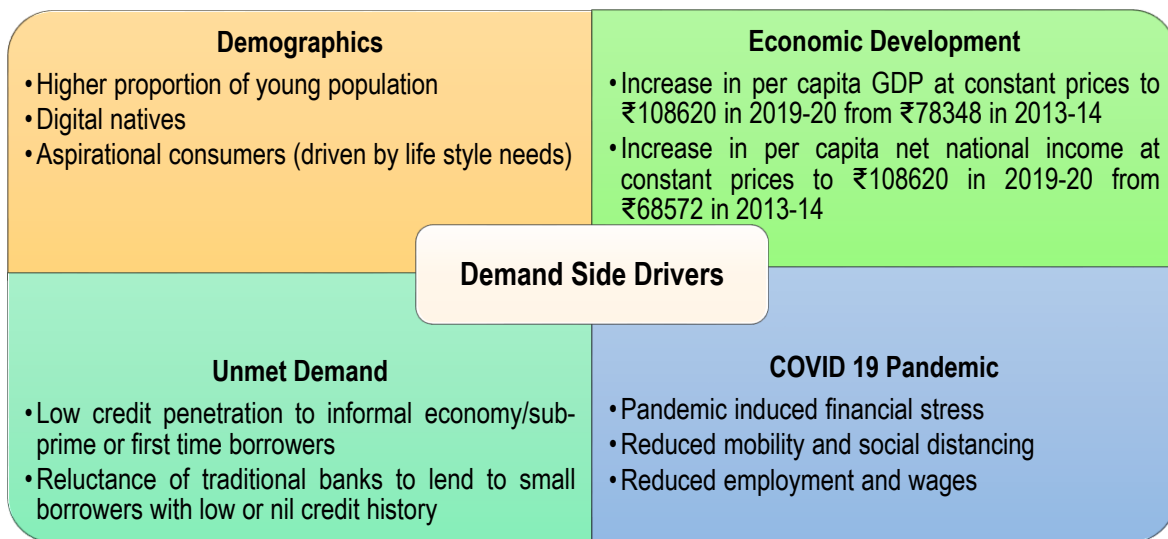 Demographics
•Higher proportion of young population
•Digital natives
•Aspirational consumers (driven by life style needs)
Economic Development
•Increase in per capita GDP at constant prices to
₹108620 in 2019-20 from ₹78348 in 2013-14
•Increase in per capita net national income at
constant prices to ₹108620 in 2019-20 from
₹68572 in 2013-14
Demand Side Drivers
Unmet Demand
•Low credit penetration to informal economy/sub-
prime or first time borrowers
•Reluctance of traditional banks to lend to small
borrowers with low or nil credit history
COVID 19 Pandemic
•Pandemic induced financial stress
•Reduced mobility and social distancing
•Reduced employment and wages